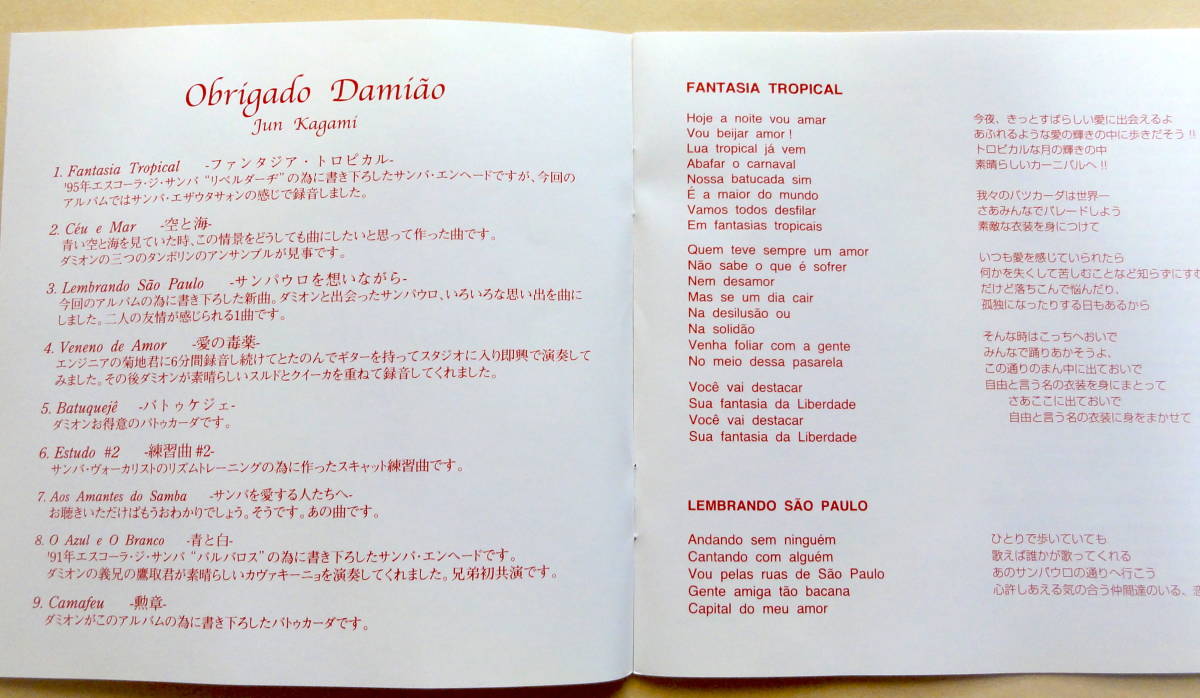 Obrigado Damião
Jun Kagami
1. Fantasia Tropical -ファンタジア・トロピカル-
'95年エスコーラ・ジ・サンバ “リベルダーヂ” の為に書き下ろしたサンバ・エンヘードですが、今回の
アルバムではサンバ・エザウタサォンの感じで録音しました。
2. Céu e Mar -空と海-
青い空と海を見ていた時、この情景をどうしても曲にしたいと思って作った曲です。
ダミオンの三つのタンボリンのアンサンブルが見事です。
3. Lembrando São Paulo -サンパウロを想いながら-
今回のアルバムの為に書き下ろした新曲。ダミオンと出会ったサンパウロ、いろいろな思い出を曲に
しました。二人の友情が感じられる1曲です。
4. Veneno de Amor -愛の毒薬-
エンジニアの菊地君に6分間録音し続けてとたのんでギターを持ってスタジオに入り即興で演奏して
みました。その後ダミオンが素晴らしいスルドとクイーカを重ねて録音してくれました。
5. Batuquejê -バトゥケジェ-
ダミオンお得意のバトゥカーダです。
6. Estudo #2 -練習曲 #2-
サンバ・ヴォーカリストのリズムトレーニングの為に作ったスキャット練習曲です。
7. Aos Amantes do Samba -サンバを愛する人たちへ-
お聴きいただけばもうおわかりでしょう。そうです。あの曲です。
8. O Azul e O Branco -青と白-
'91年エスコーラ・ジ・サンバ “バルバロス” の為に書き下ろしたサンバ・エンヘードです。
ダミオンの義兄の鷹取君が素晴らしいカヴァキーニョを演奏してくれました。兄弟初共演です。
9. Camafeu -勲章-
ダミオンがこのアルバムの為に書き下ろしたバトゥカーダです。
FANTASIA TROPICAL
Hoje a noite vou amar
Vou beijar amor !
Lua tropical já vem
Abafar o carnaval
Nossa batucada sim
É a maior do mundo
Vamos todos desfilar
Em fantasias tropicais
Quem teve sempre um amor
Não sabe o que é sofrer
Nem desamor
Mas se um dia cair
Na desilusão ou
Na solidão
Venha foliar com a gente
No meio dessa pasarela
Você vai destacar
Sua fantasia da Liberdade
Você vai destacar
Sua fantasia da Liberdade
今夜、きっとすばらしい愛に出会えるよ
あふれるような愛の輝きの中に歩きだそう !!
トロピカルな月の輝きの中
素晴らしいカーニバルへ !!
我々のバツカーダは世界一
さあみんなでパレードしよう
素敵な衣装を身につけて
いつも愛を感じていられたら
何かを失くして苦しむことなど知らずにすむ
だけど落ちこんで悩んだり、
孤独になったりする日もあるから
そんな時はこっちへおいで
みんなで踊りあかそうよ、
この通りのまん中に出ておいで
自由と言う名の衣装を身にまとって
さあここに出ておいで
自由と言う名の衣装に身をまかせて
LEMBRANDO SÃO PAULO
Andando sem ninguém
Cantando com alguém
Vou pelas ruas de São Paulo
Gente amiga tão bacana
Capital do meu amor
ひとりで歩いていても
歌えば誰かが歌ってくれる
あのサンパウロの通りへ行こう
心許しあえる気の合う仲間達のいる、恋